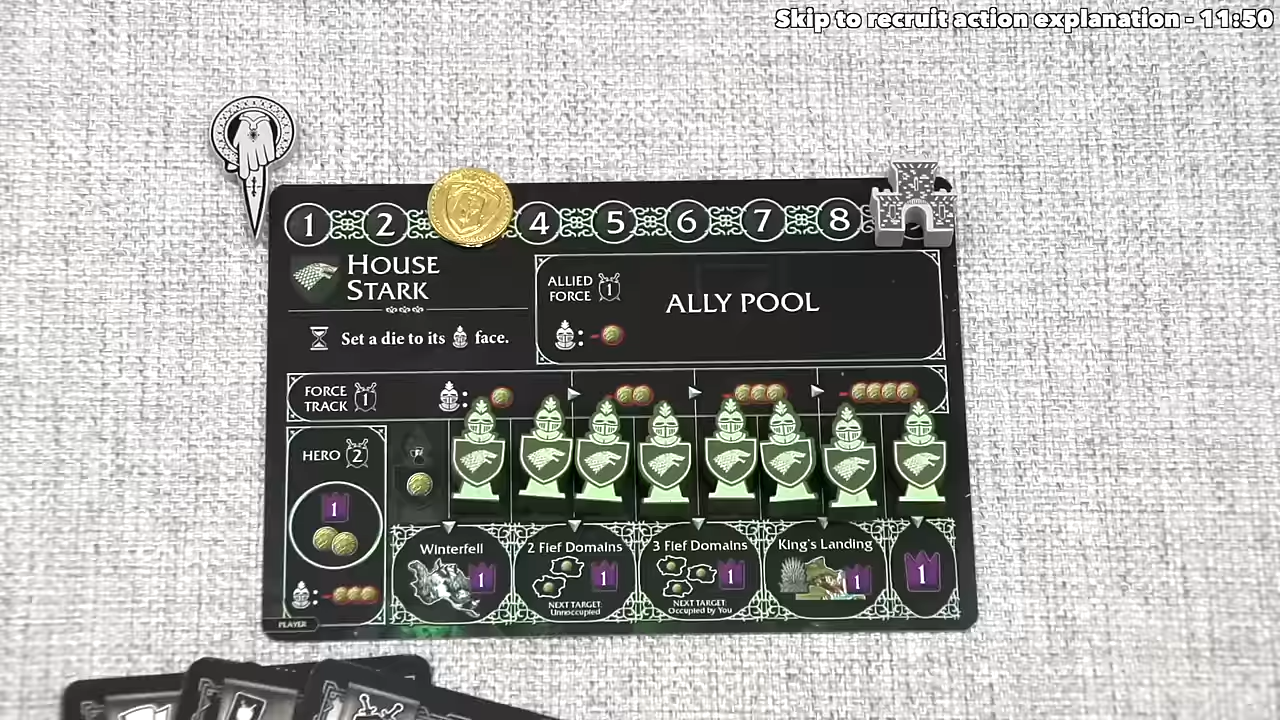 Skip to recruit action explanation - 11:50
1 2 4 5 6 7 8
HOUSE
STARK
Set a die to its face.
ALLIED
FORCE 1
ALLY POOL
FORCE
TRACK 1
HERO 2
1
Winterfell
1
2 Fief Domains
1
NEXT TARGET:
Unoccupied
3 Fief Domains
1
NEXT TARGET:
Occupied by You
King's Landing
1
1
PLAYER